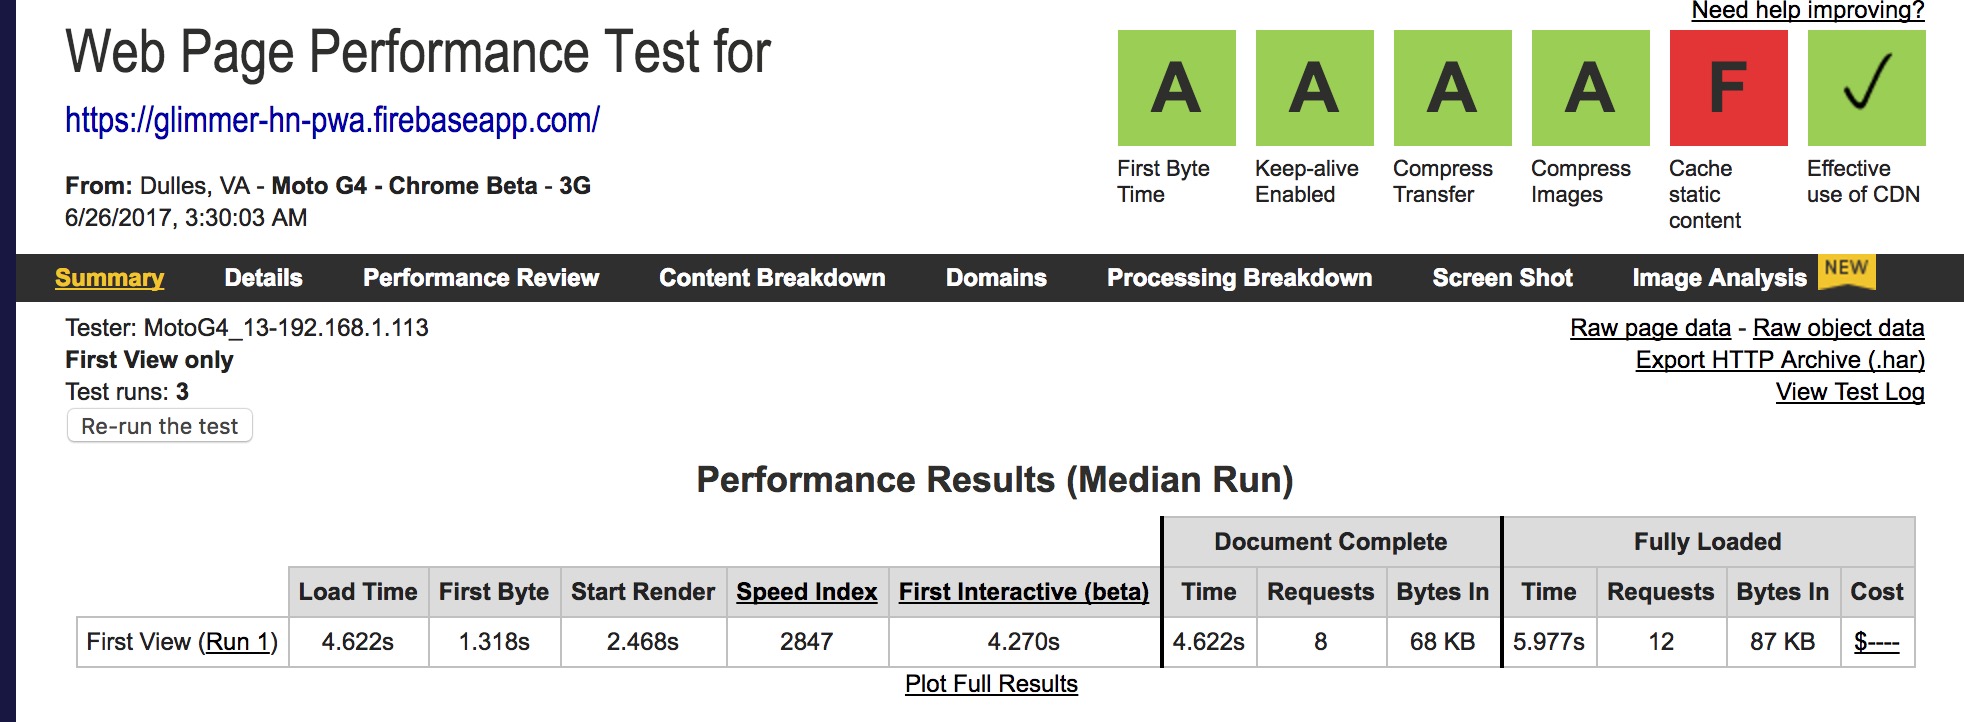 Need help improving?
Web Page Performance Test for
https://glimmer-hn-pwa.firebaseapp.com/
From: Dulles, VA - Moto G4 - Chrome Beta - 3G
6/26/2017, 3:30:03 AM
A A A A F ✓
First Byte Time
Keep-alive Enabled
Compress Transfer
Compress Images
Cache static content
Effective use of CDN
Summary Details Performance Review Content Breakdown Domains Processing Breakdown Screen Shot Image Analysis NEW
Tester: MotoG4_13-192.168.1.113
First View only
Test runs: 3
Re-run the test
Raw page data - Raw object data
Export HTTP Archive (.har)
View Test Log
Performance Results (Median Run)
Document Complete Fully Loaded
Load Time First Byte Start Render Speed Index First Interactive (beta) Time Requests Bytes In Time Requests Bytes In Cost
First View (Run 1) 4.622s 1.318s 2.468s 2847 4.270s 4.622s 8 68 KB 5.977s 12 87 KB $----
Plot Full Results